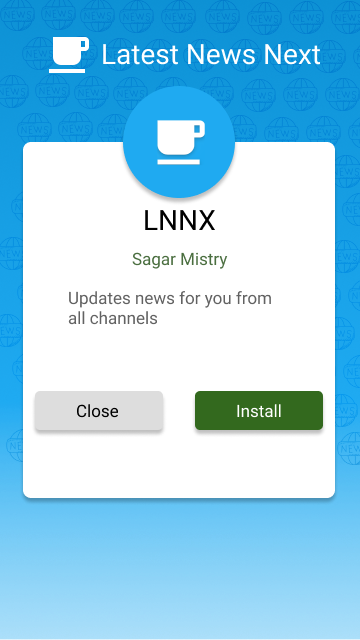 Latest News Next
LNNX
Sagar Mistry
Updates news for you from
all channels
Close
Install